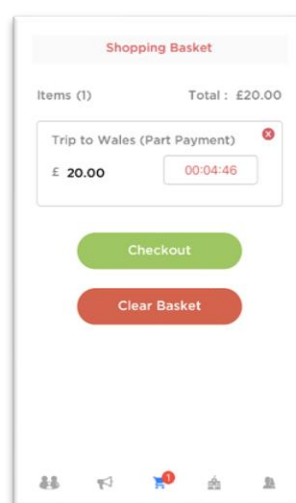 Shopping Basket
Items (1) Total : £20.00
Trip to Wales (Part Payment)
£ 20.00 00:04:46
Checkout
Clear Basket
1